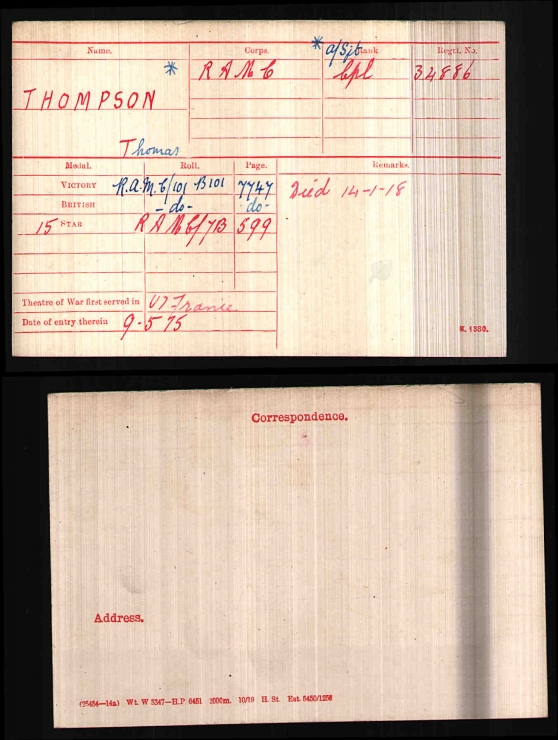 Name. Corps. Rank. Regtl. No.
* * a/Sjt
THOMPSON R A M C Cpl 34886
Thomas
Medal. Roll. Page. Remarks.
VICTORY R.A.M.C/101 B101 7747 Died 14-1-18
BRITISH -do- -do-
15 STAR R A M C/7B 599
Theatre of War first served in France
Date of entry therein 9-5-15
K. 1380.
Correspondence.
Address.
(25454—14a) Wt. W 3347—H.P 6451 2000m. 10/19 H. St. Est. 6450/1256